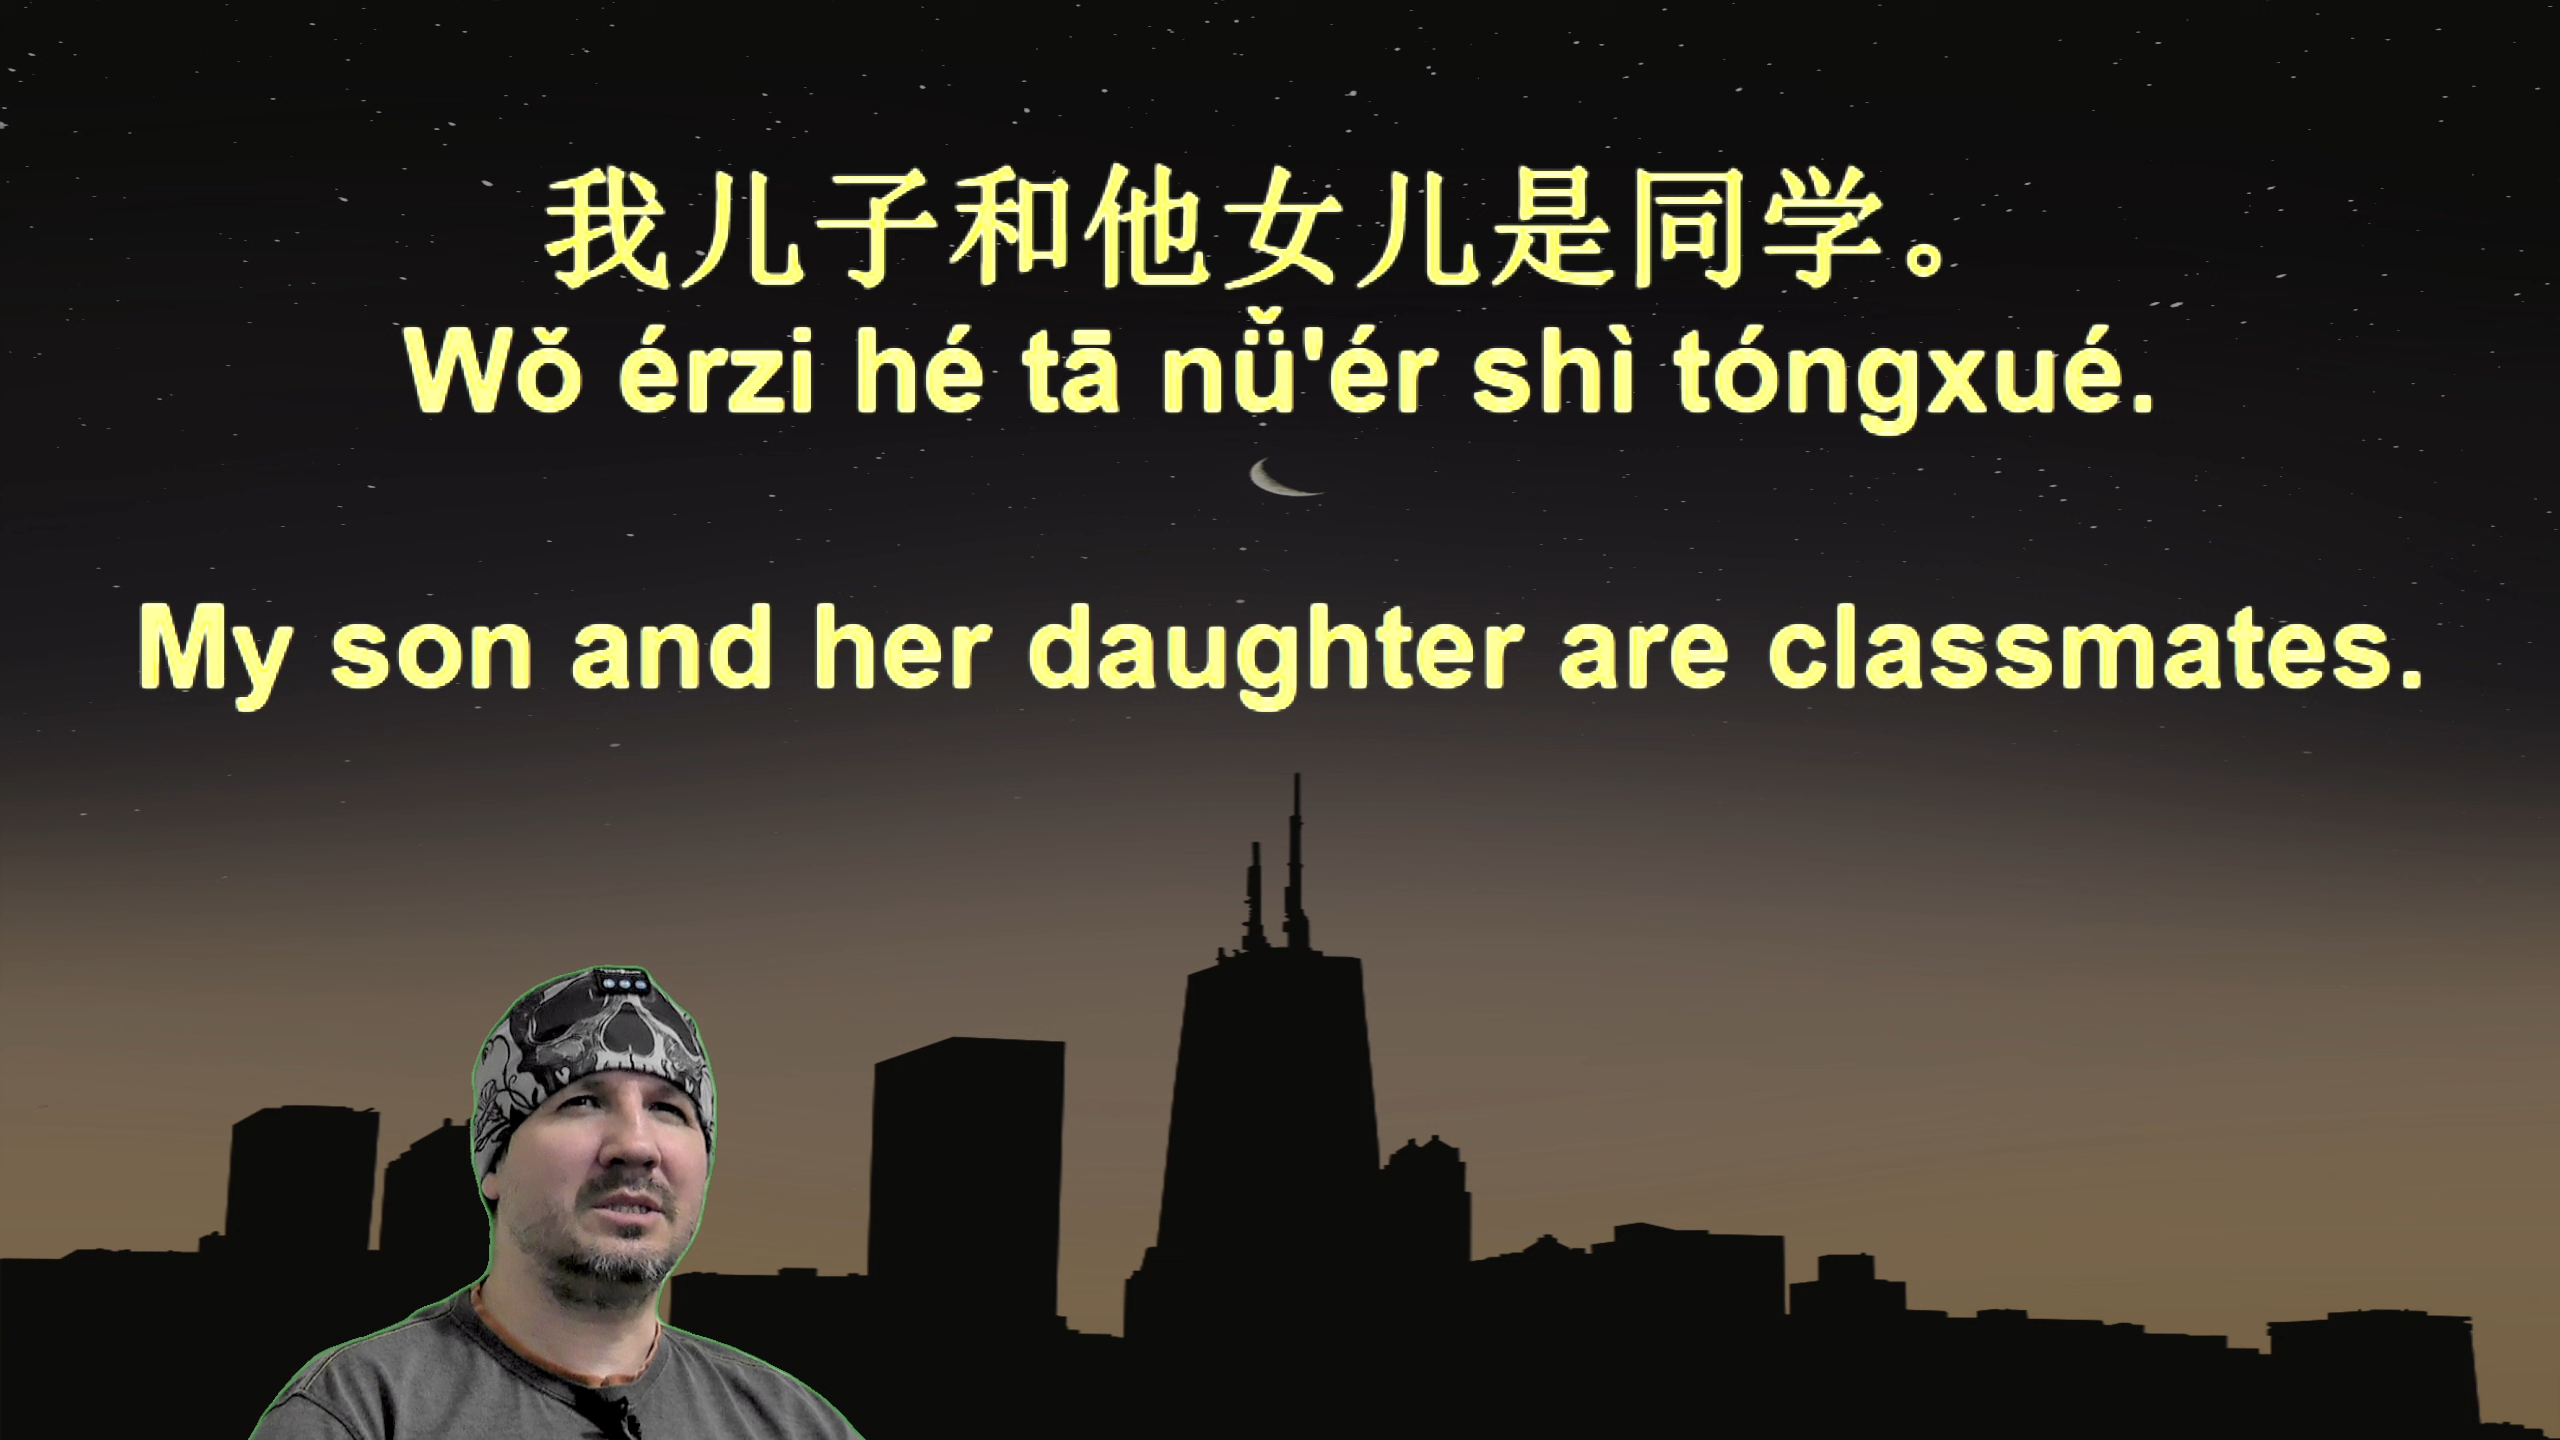 我儿子和他女儿是同学。
Wǒ érzi hé tā nǚ'ér shì tóngxué.
My son and her daughter are classmates.